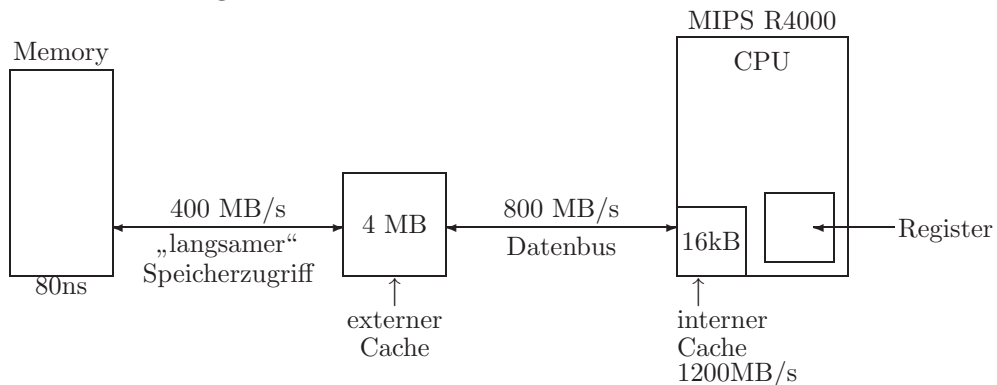 MIPS R4000
Memory
CPU
400 MB/s
„langsamer“
Speicherzugriff
4 MB
800 MB/s
Datenbus
16kB
Register
80ns
externer
Cache
interner
Cache
1200MB/s